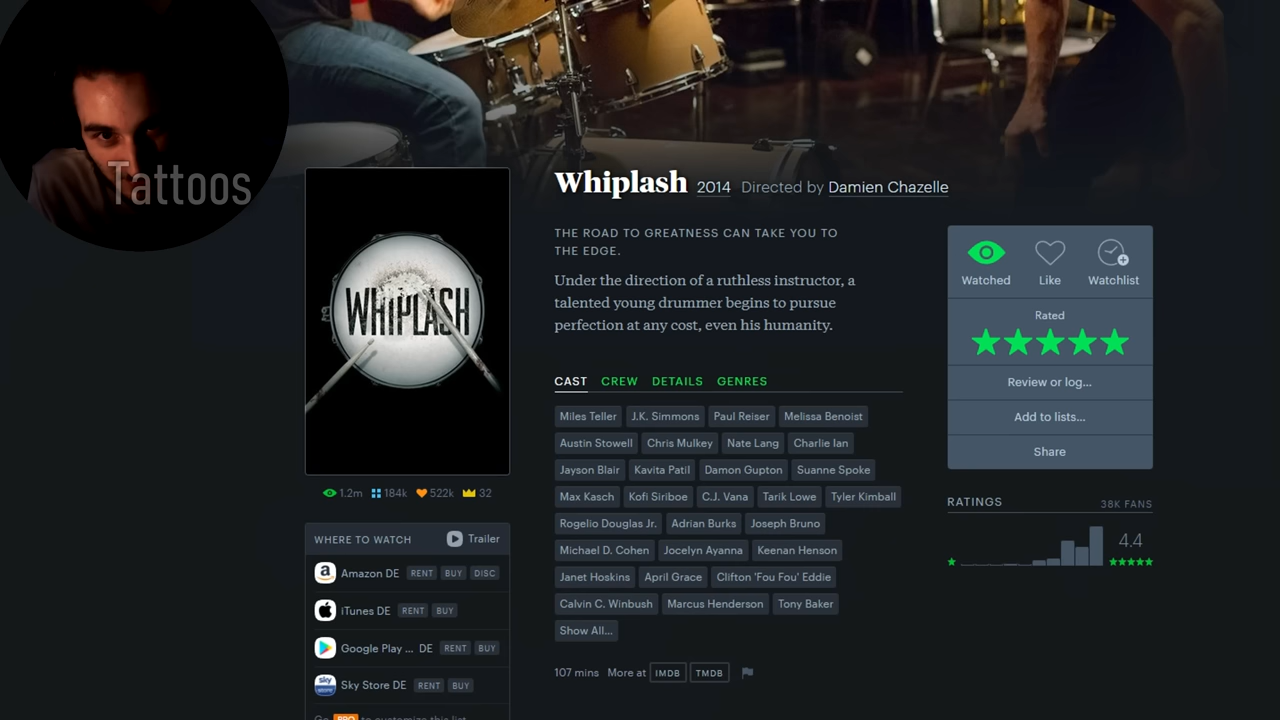 Tattoos
Whiplash 2014 Directed by Damien Chazelle
THE ROAD TO GREATNESS CAN TAKE YOU TO
THE EDGE.
Under the direction of a ruthless instructor, a
talented young drummer begins to pursue
perfection at any cost, even his humanity.
WHIPLASH
1.2m 184k 522k 32
WHERE TO WATCH Trailer
Amazon DE RENT BUY DISC
iTunes DE RENT BUY
Google Play ... DE RENT BUY
Sky Store DE RENT BUY
sky
store
Go PRO to customize this list
CAST CREW DETAILS GENRES
Miles Teller J.K. Simmons Paul Reiser Melissa Benoist
Austin Stowell Chris Mulkey Nate Lang Charlie Ian
Jayson Blair Kavita Patil Damon Gupton Suanne Spoke
Max Kasch Kofi Siriboe C.J. Vana Tarik Lowe Tyler Kimball
Rogelio Douglas Jr. Adrian Burks Joseph Bruno
Michael D. Cohen Jocelyn Ayanna Keenan Henson
Janet Hoskins April Grace Clifton 'Fou Fou' Eddie
Calvin C. Winbush Marcus Henderson Tony Baker
Show All...
107 mins More at IMDB TMDB
Watched Like Watchlist
Rated
Review or log...
Add to lists...
Share
RATINGS 38K FANS
4.4